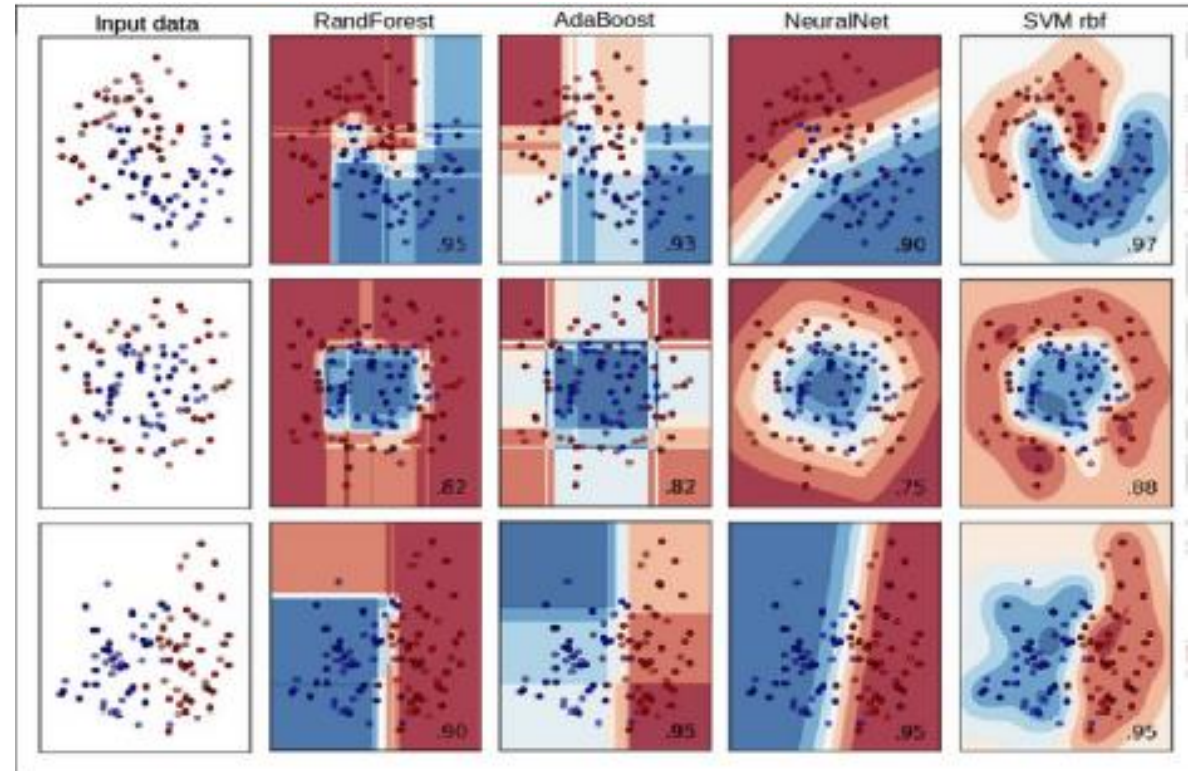 Input data RandForest AdaBoost NeuralNet SVM rbf
.95 .93 .90 .97
.82 .82 .75 .88
.90 .95 .95 .95